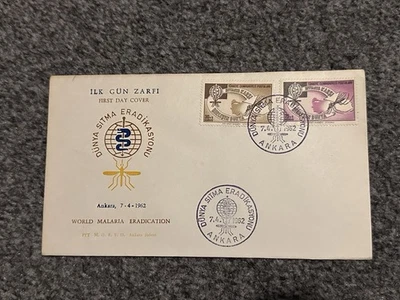 İLK GÜN ZARFI
FIRST DAY COVER
DÜNYA SITMA ERADİKASYONU
Ankara, 7-4-1962
WORLD MALARIA ERADICATION
DÜNYA SITMA ERADİKASYONU
7.4.1962
ANKARA
DÜNYA SITMA ERADİKASYONU
7.4.1962
ANKARA